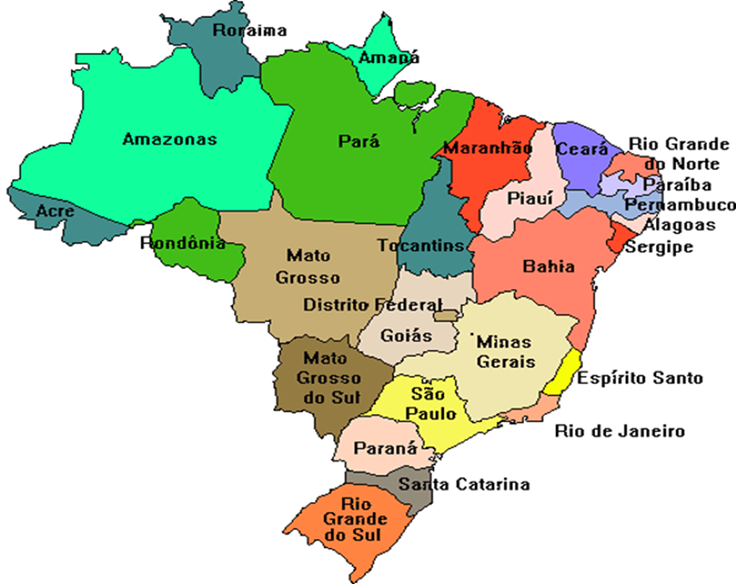 Roraima
Amapá
Amazonas
Pará
Maranhão
Ceará
Rio Grande
do Norte
Paraíba
Piauí
Pernambuco
Acre
Alagoas
Rondônia
Tocantins
Sergipe
Mato
Grosso
Bahia
Distrito Federal
Goiás
Minas
Gerais
Mato
Grosso
do Sul
Espírito Santo
São
Paulo
Rio de Janeiro
Paraná
Santa Catarina
Rio
Grande
do Sul